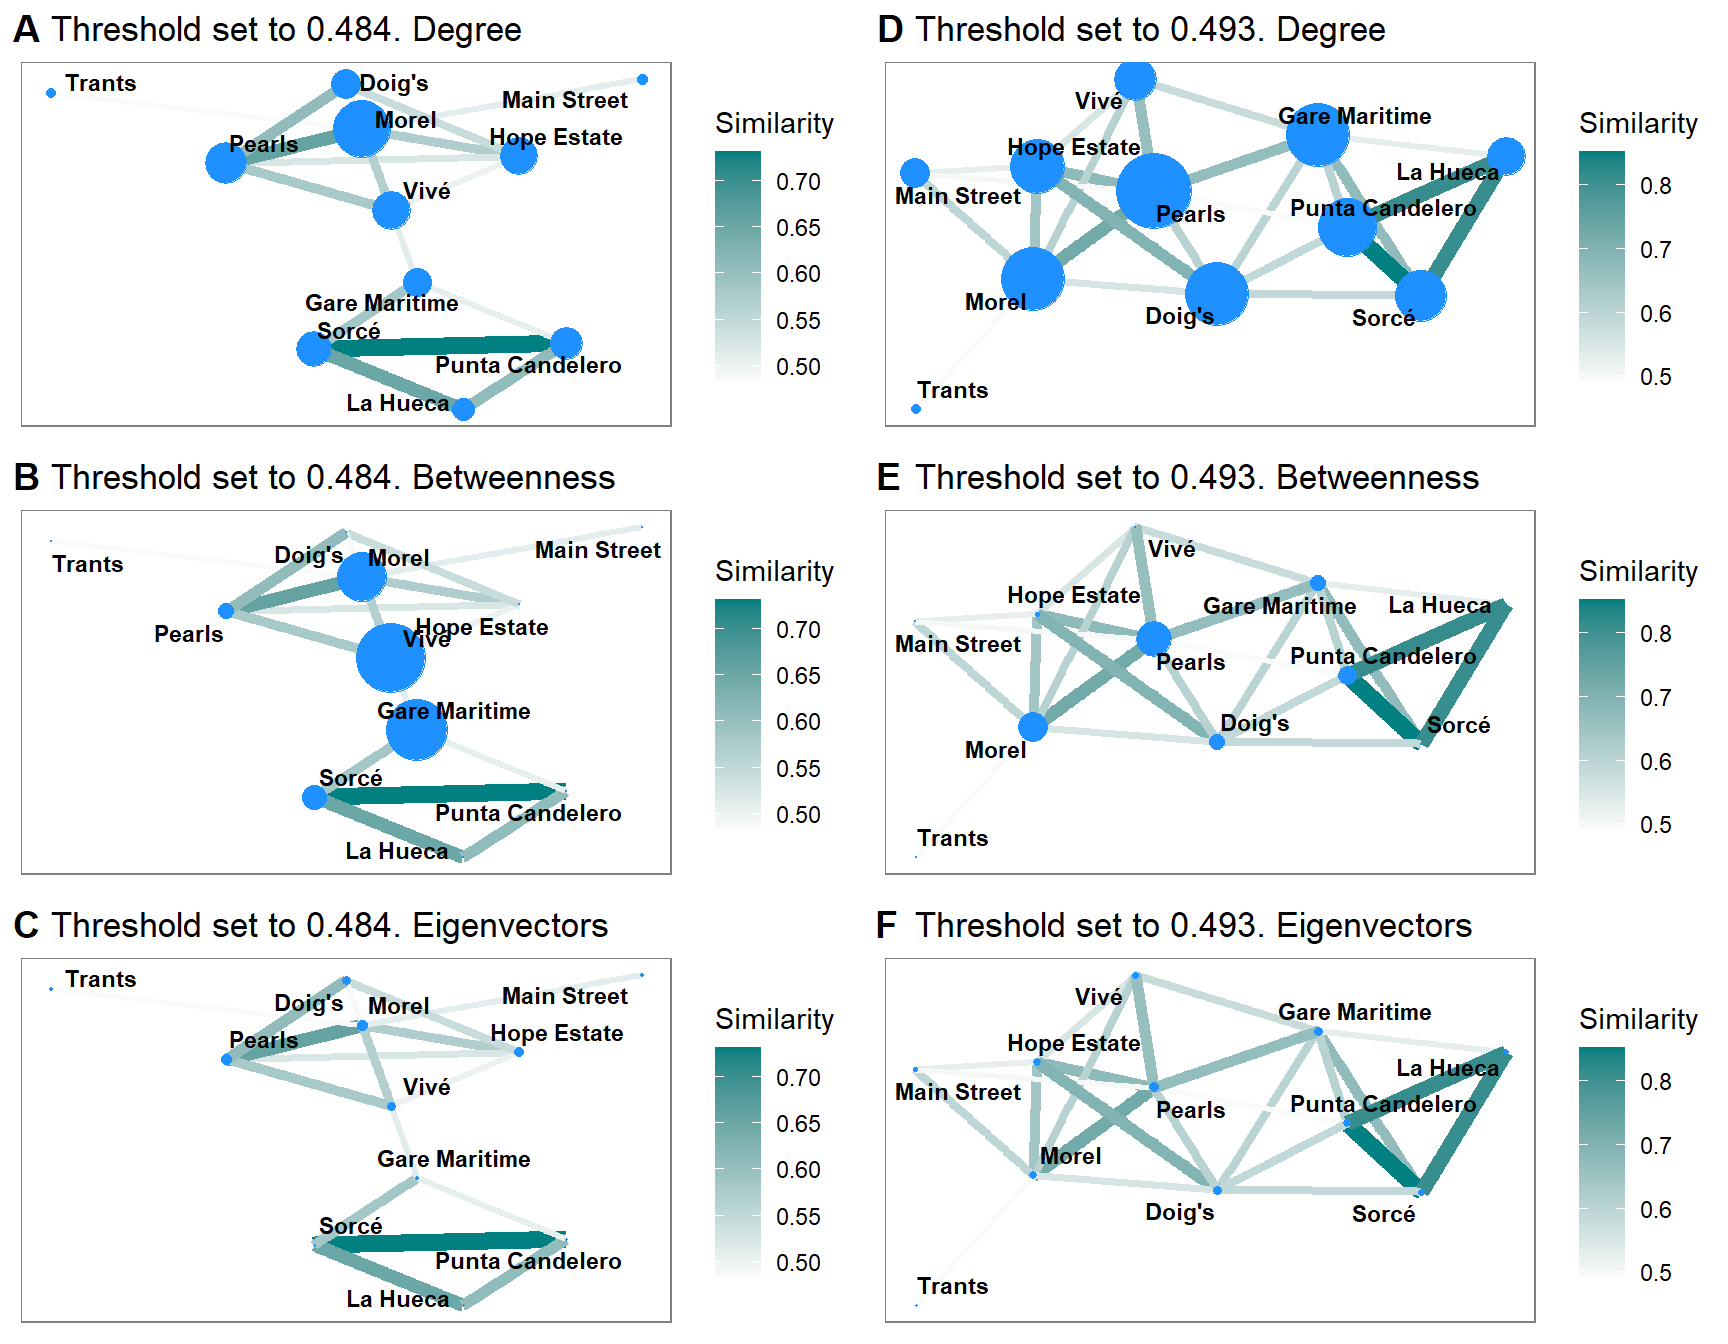 A Threshold set to 0.484. Degree
Trants
Doig's
Main Street
Morel
Hope Estate
Pearls
Vivé
Gare Maritime
Sorcé
Punta Candelero
La Hueca
Similarity
0.70
0.65
0.60
0.55
0.50
D Threshold set to 0.493. Degree
Vivé
Gare Maritime
Hope Estate
La Hueca
Main Street
Pearls
Punta Candelero
Morel
Doig's
Sorcé
Trants
Similarity
0.8
0.7
0.6
0.5
B Threshold set to 0.484. Betweenness
Trants
Doig's
Morel
Main Street
Pearls
Hope Estate
Vivé
Gare Maritime
Sorcé
Punta Candelero
La Hueca
Similarity
0.70
0.65
0.60
0.55
0.50
E Threshold set to 0.493. Betweenness
Vivé
Hope Estate
Gare Maritime
La Hueca
Main Street
Pearls
Punta Candelero
Morel
Doig's
Sorcé
Trants
Similarity
0.8
0.7
0.6
0.5
C Threshold set to 0.484. Eigenvectors
Trants
Doig's
Morel
Main Street
Pearls
Hope Estate
Vivé
Gare Maritime
Sorcé
Punta Candelero
La Hueca
Similarity
0.70
0.65
0.60
0.55
0.50
F Threshold set to 0.493. Eigenvectors
Vivé
Gare Maritime
Hope Estate
La Hueca
Main Street
Pearls
Punta Candelero
Morel
Doig's
Sorcé
Trants
Similarity
0.8
0.7
0.6
0.5